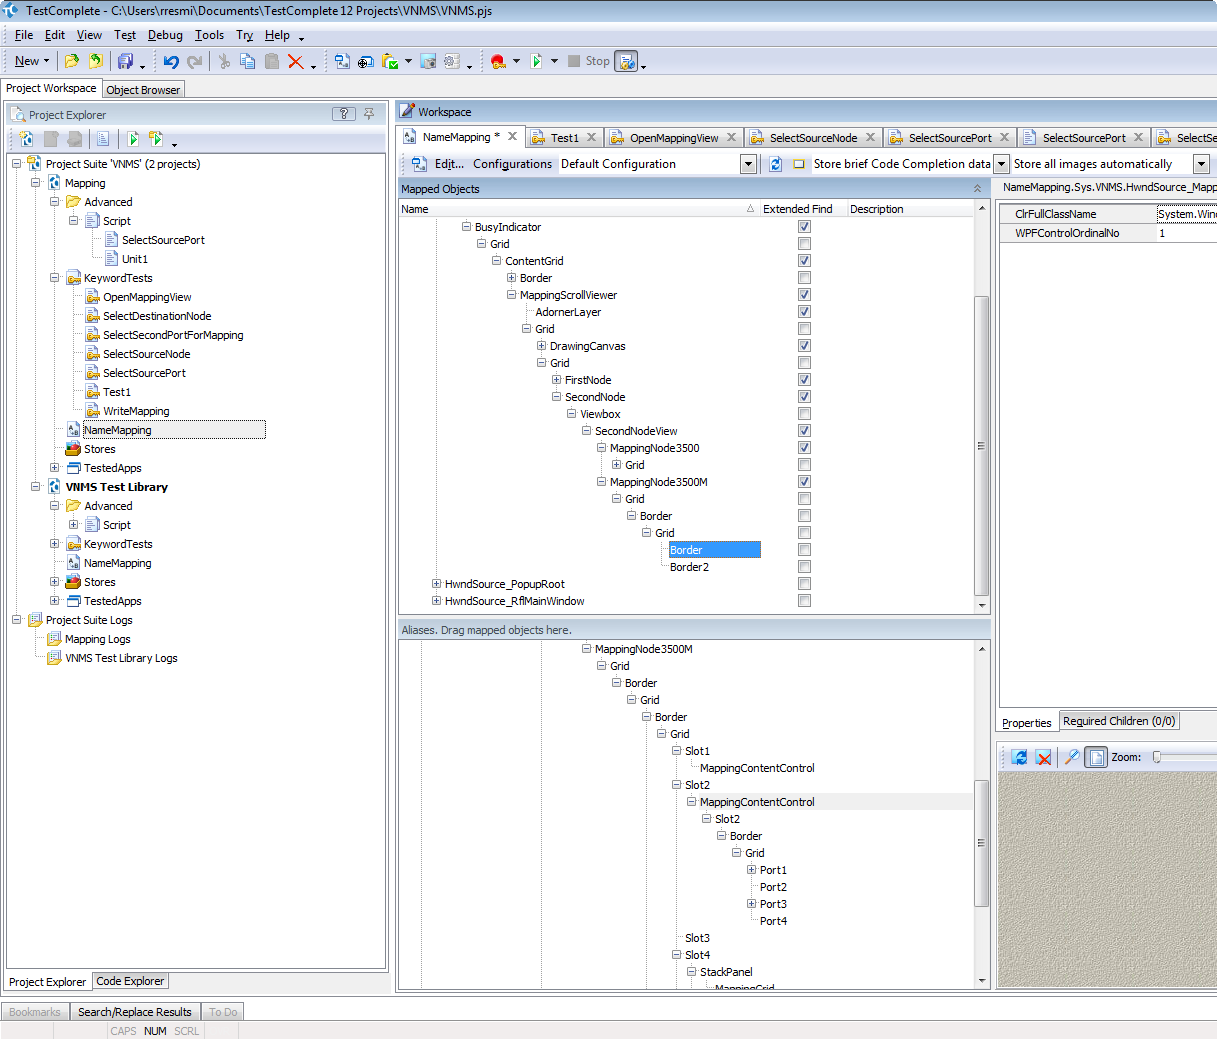 TestComplete - C:\Users\rresmi\Documents\TestComplete 12 Projects\VNMS\VNMS.pjs
File Edit View Test Debug Tools Try Help
New Stop
Project Workspace Object Browser
Project Explorer ?
Project Suite 'VNMS' (2 projects)
Mapping
Advanced
Script
SelectSourcePort
Unit1
KeywordTests
OpenMappingView
SelectDestinationNode
SelectSecondPortForMapping
SelectSourceNode
SelectSourcePort
Test1
WriteMapping
NameMapping
Stores
TestedApps
VNMS Test Library
Advanced
Script
KeywordTests
NameMapping
Stores
TestedApps
Project Suite Logs
Mapping Logs
VNMS Test Library Logs
Project Explorer Code Explorer
Workspace
NameMapping * Test1 OpenMappingView SelectSourceNode SelectSourcePort SelectSourcePort SelectSe
Edit... Configurations Default Configuration Store brief Code Completion data Store all images automatically
Mapped Objects
Name Extended Find Description
BusyIndicator
Grid
ContentGrid
Border
MappingScrollViewer
AdornerLayer
Grid
DrawingCanvas
Grid
FirstNode
SecondNode
Viewbox
SecondNodeView
MappingNode3500
Grid
MappingNode3500M
Grid
Border
Grid
Border
Border2
HwndSource_PopupRoot
HwndSource_RflMainWindow
Aliases. Drag mapped objects here.
MappingNode3500M
Grid
Border
Grid
Border
Grid
Slot1
MappingContentControl
Slot2
MappingContentControl
Slot2
Border
Grid
Port1
Port2
Port3
Port4
Slot3
Slot4
StackPanel
MappingGrid
NameMapping.Sys.VNMS.HwndSource_Mapp
ClrFullClassName System.Wind
WPFControlOrdinalNo 1
Properties Required Children (0/0)
Zoom:
Bookmarks Search/Replace Results To Do
CAPS NUM SCRL